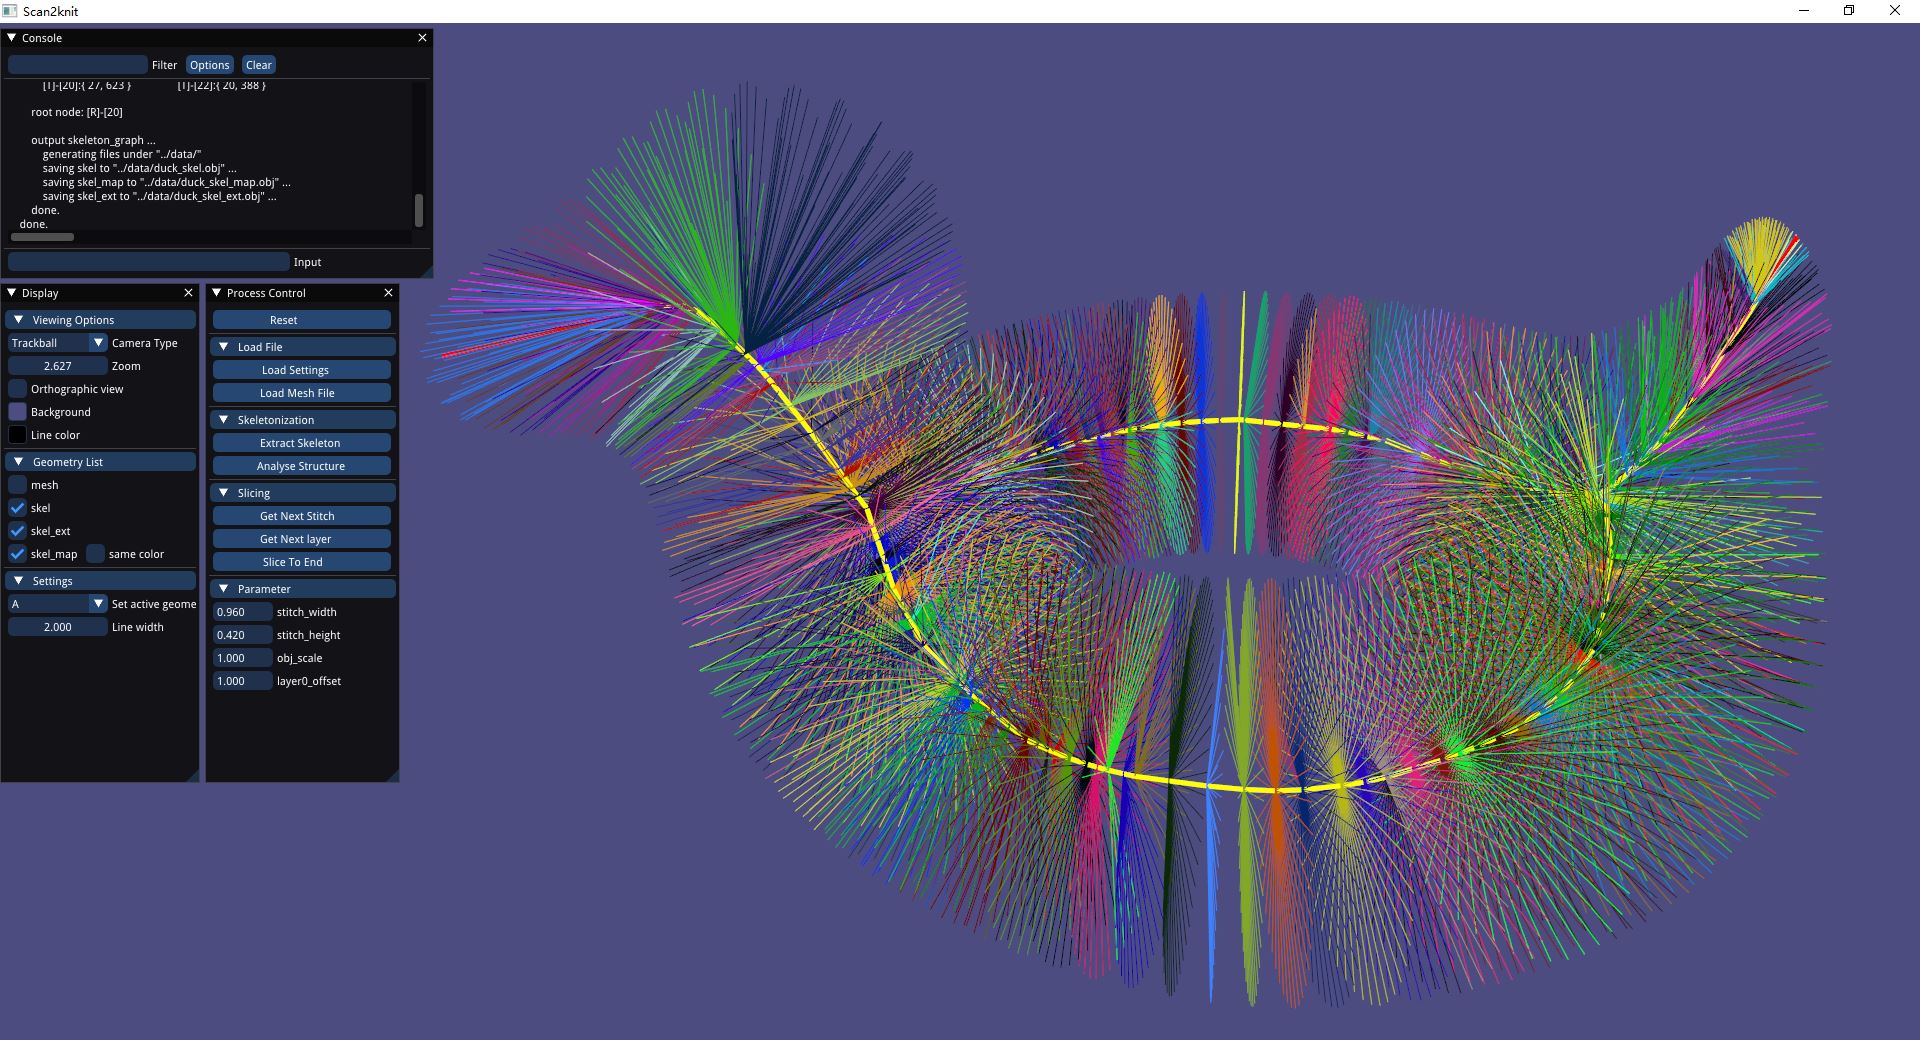 Scan2knit
Console
Filter Options Clear
[T]-[20]:{ 27, 623 } [T]-[22]:{ 20, 388 }
root node: [R]-[20]
output skeleton_graph ...
generating files under "../data/"
saving skel to "../data/duck_skel.obj" ...
saving skel_map to "../data/duck_skel_map.obj" ...
saving skel_ext to "../data/duck_skel_ext.obj" ...
done.
done.
Input
Display
Viewing Options
Trackball Camera Type
2.627 Zoom
Orthographic view
Background
Line color
Geometry List
mesh
skel
skel_ext
skel_map same color
Settings
A Set active geome
2.000 Line width
Process Control
Reset
Load File
Load Settings
Load Mesh File
Skeletonization
Extract Skeleton
Analyse Structure
Slicing
Get Next Stitch
Get Next layer
Slice To End
Parameter
0.960 stitch_width
0.420 stitch_height
1.000 obj_scale
1.000 layer0_offset